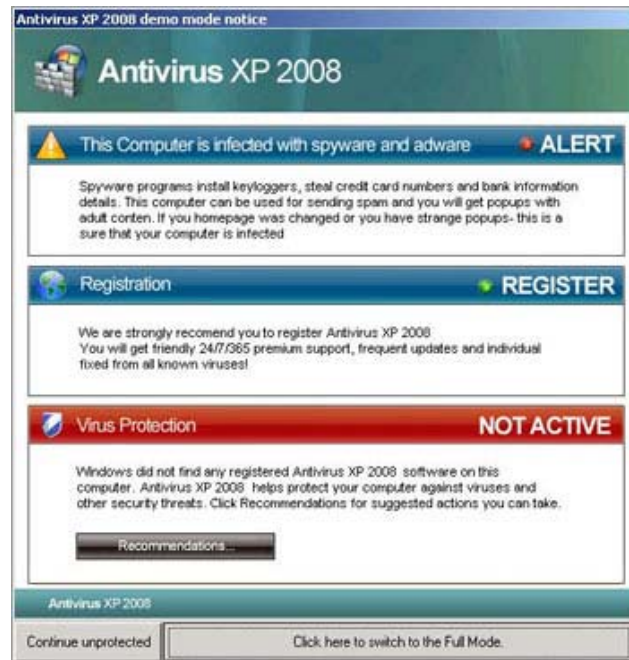 Antivirus XP 2008 demo mode notice
Antivirus XP 2008
This Computer is infected with spyware and adware
ALERT
Spyware programs install keyloggers, steal credit card numbers and bank information
details. This computer can be used for sending spam and you will get popups with
adult conten. If you homepage was changed or you have strange popups- this is a
sure that your computer is infected
Registration
REGISTER
We are strongly recomend you to register Antivirus XP 2008
You will get friendly 24/7/365 premium support, frequent updates and individual
fixed from all known viruses!
Virus Protection
NOT ACTIVE
Windows did not find any registered Antivirus XP 2008 software on this
computer. Antivirus XP 2008 helps protect your computer against viruses and
other security threats. Click Recommendations for suggested actions you can take.
Recommendations...
Antivirus XP 2008
Continue unprotected
Click here to switch to the Full Mode.